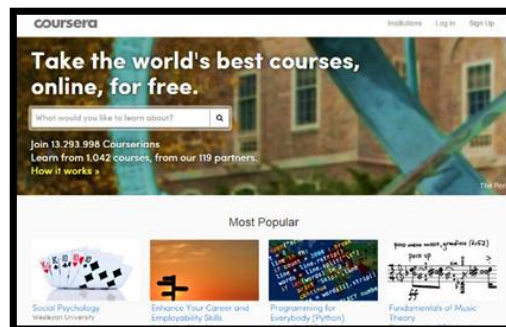 coursera
Institutions Log in Sign Up
Take the world's best courses,
online, for free.
What would you like to learn about?
Join 13.293.998 Courserians
Learn from 1.042 courses, from our 119 partners.
How it works »
Most Popular
Social Psychology
Wesleyan University
Enhance Your Career and
Employability Skills
Programming for
Everybody (Python)
Fundamentals of Music
Theory